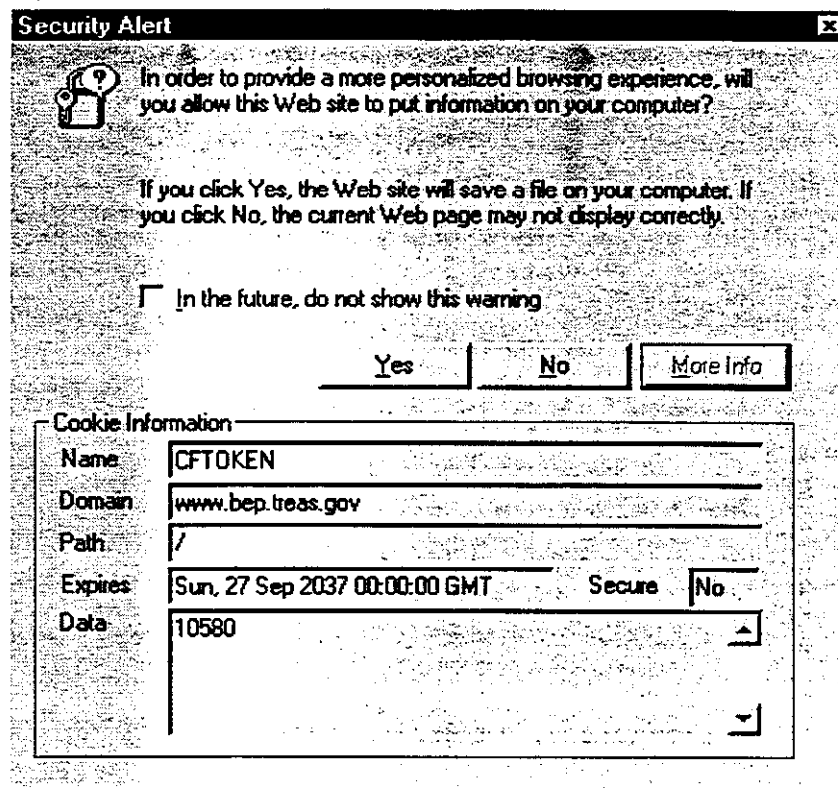 Security Alert
In order to provide a more personalized browsing experience, will
you allow this Web site to put information on your computer?
If you click Yes, the Web site will save a file on your computer. If
you click No, the current Web page may not display correctly.
In the future, do not show this warning
Yes No More Info
Cookie Information
Name CFTOKEN
Domain www.bep.treas.gov
Path /
Expires Sun, 27 Sep 2037 00:00:00 GMT Secure No
Data 10580